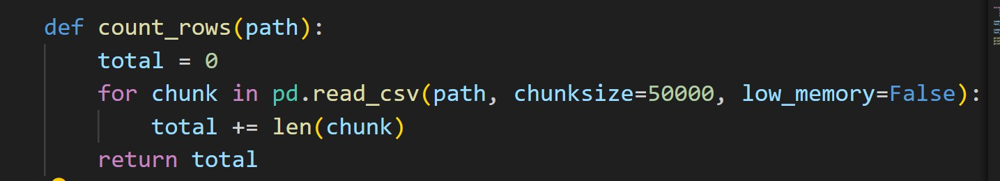 def count_rows(path):
    total = 0
    for chunk in pd.read_csv(path, chunksize=50000, low_memory=False):
        total += len(chunk)
    return total